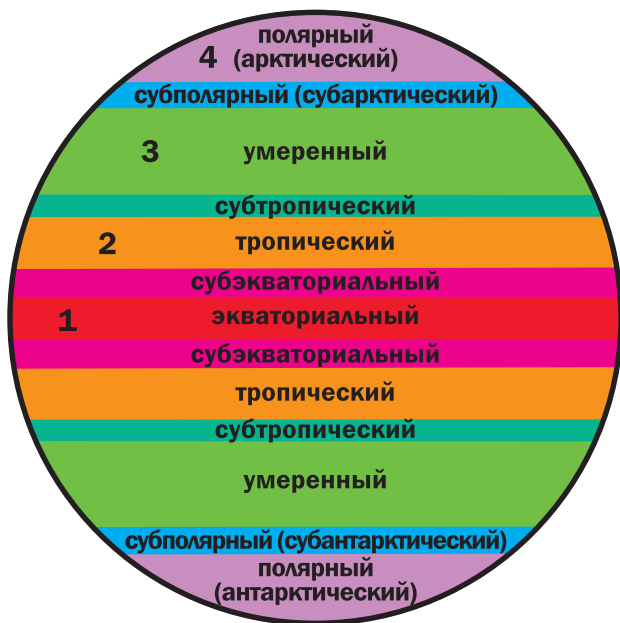 полярный
4 (арктический)
субполярный (субарктический)
3 умеренный
субтропический
2 тропический
субэкваториальный
1 экваториальный
субэкваториальный
тропический
субтропический
умеренный
субполярный (субантарктический)
полярный
(антарктический)